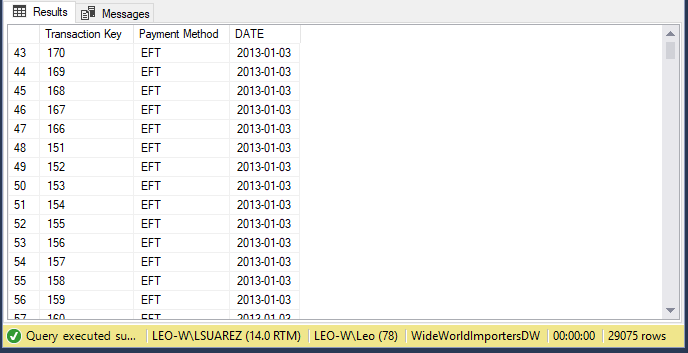 Results Messages
Transaction Key Payment Method DATE
43 170 EFT 2013-01-03
44 169 EFT 2013-01-03
45 168 EFT 2013-01-03
46 167 EFT 2013-01-03
47 166 EFT 2013-01-03
48 151 EFT 2013-01-03
49 152 EFT 2013-01-03
50 153 EFT 2013-01-03
51 154 EFT 2013-01-03
52 155 EFT 2013-01-03
53 156 EFT 2013-01-03
54 157 EFT 2013-01-03
55 158 EFT 2013-01-03
56 159 EFT 2013-01-03
57 160 EFT 2013-01-03
Query executed su... LEO-W\LSUAREZ (14.0 RTM) LEO-W\Leo (78) WideWorldImportersDW 00:00:00 29075 rows